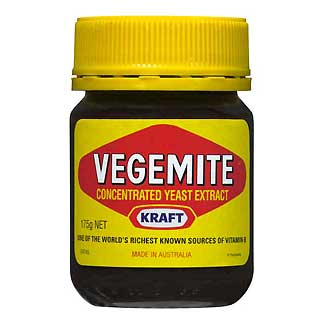 VEGEMITE
CONCENTRATED YEAST EXTRACT
KRAFT
175g NET
ONE OF THE WORLD'S RICHEST KNOWN SOURCES OF VITAMIN B
MADE IN AUSTRALIA